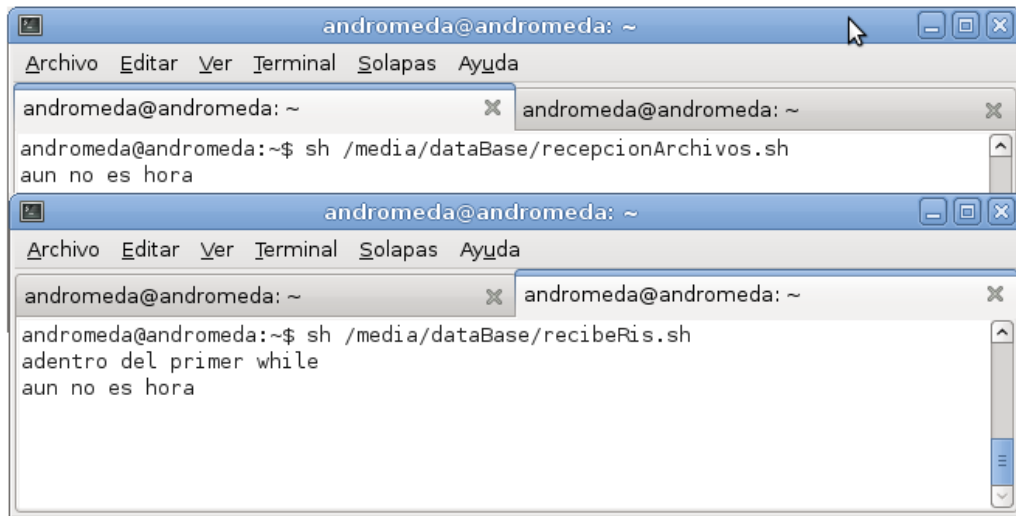 andromeda@andromeda: ~
Archivo Editar Ver Terminal Solapas Ayuda
andromeda@andromeda: ~ andromeda@andromeda: ~
andromeda@andromeda:~$ sh /media/dataBase/recepcionArchivos.sh
aun no es hora
andromeda@andromeda: ~
Archivo Editar Ver Terminal Solapas Ayuda
andromeda@andromeda: ~ andromeda@andromeda: ~
andromeda@andromeda:~$ sh /media/dataBase/recibeRis.sh
adentro del primer while
aun no es hora